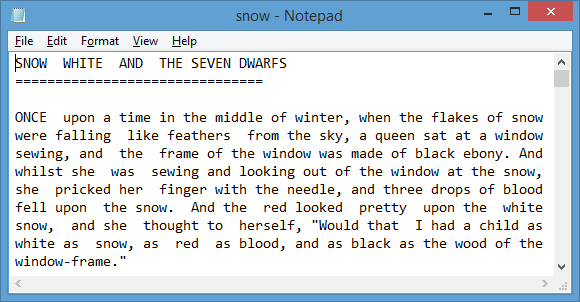 snow - Notepad
File Edit Format View Help
SNOW  WHITE  AND  THE SEVEN DWARFS
===============================
ONCE  upon a time in the middle of winter, when the flakes of snow
were falling  like feathers  from the sky, a queen sat at a window
sewing, and  the  frame of the window was made of black ebony. And
whilst she  was  sewing and looking out of the window at the snow,
she  pricked her  finger with the needle, and three drops of blood
fell upon  the snow.  And the  red looked  pretty  upon the  white
snow,  and she  thought to  herself, "Would that  I had a child as
white as  snow, as  red  as blood, and as black as the wood of the
window-frame."